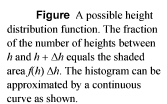 Figure A possible height
distribution function. The fraction
of the number of heights between
h and h + Δh equals the shaded
area f(h) Δh. The histogram can be
approximated by a continuous
curve as shown.